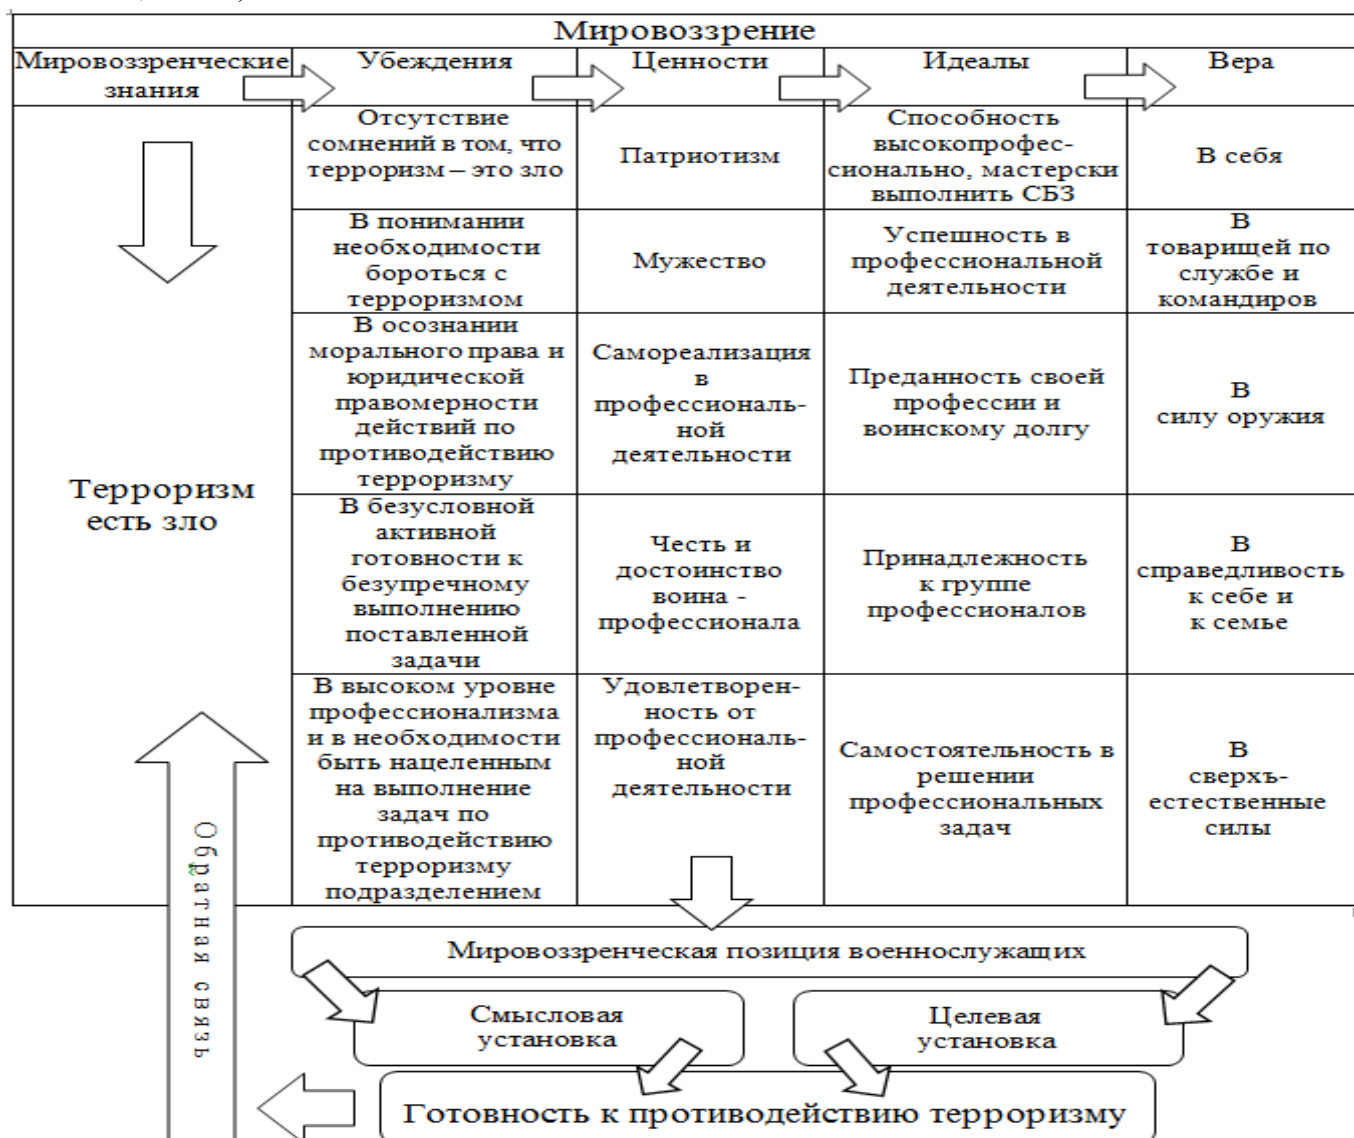 Мировоззрение
Мировоззренческие
знания
Убеждения
Ценности
Идеалы
Вера
Терроризм
есть зло
Отсутствие
сомнений в том, что
терроризм – это зло
Патриотизм
Способность
высокопрофес-
сионально, мастерски
выполнить СБЗ
В себя
В понимании
необходимости
бороться с
терроризмом
Мужество
Успешность в
профессиональной
деятельности
В
товарищей по
службе и
командиров
В осознании
морального права и
юридической
правомерности
действий по
противодействию
терроризму
Самореализация
в
профессиональ-
ной
деятельности
Преданность своей
профессии и
воинскому долгу
В
силу оружия
В безусловной
активной
готовности к
безупречному
выполнению
поставленной
задачи
Честь и
достоинство
воина -
профессионала
Принадлежность
к группе
профессионалов
В
справедливость
к себе и
к семье
В высоком уровне
профессионализма
и в необходимости
быть нацеленным
на выполнение
задач по
противодействию
терроризму
подразделением
Удовлетворен-
ность от
профессиональ-
ной
деятельности
Самостоятельность в
решении
профессиональных
задач
В
сверхъ-
естественные
силы
Обратная связь
Мировоззренческая позиция военнослужащих
Смысловая
установка
Целевая
установка
Готовность к противодействию терроризму